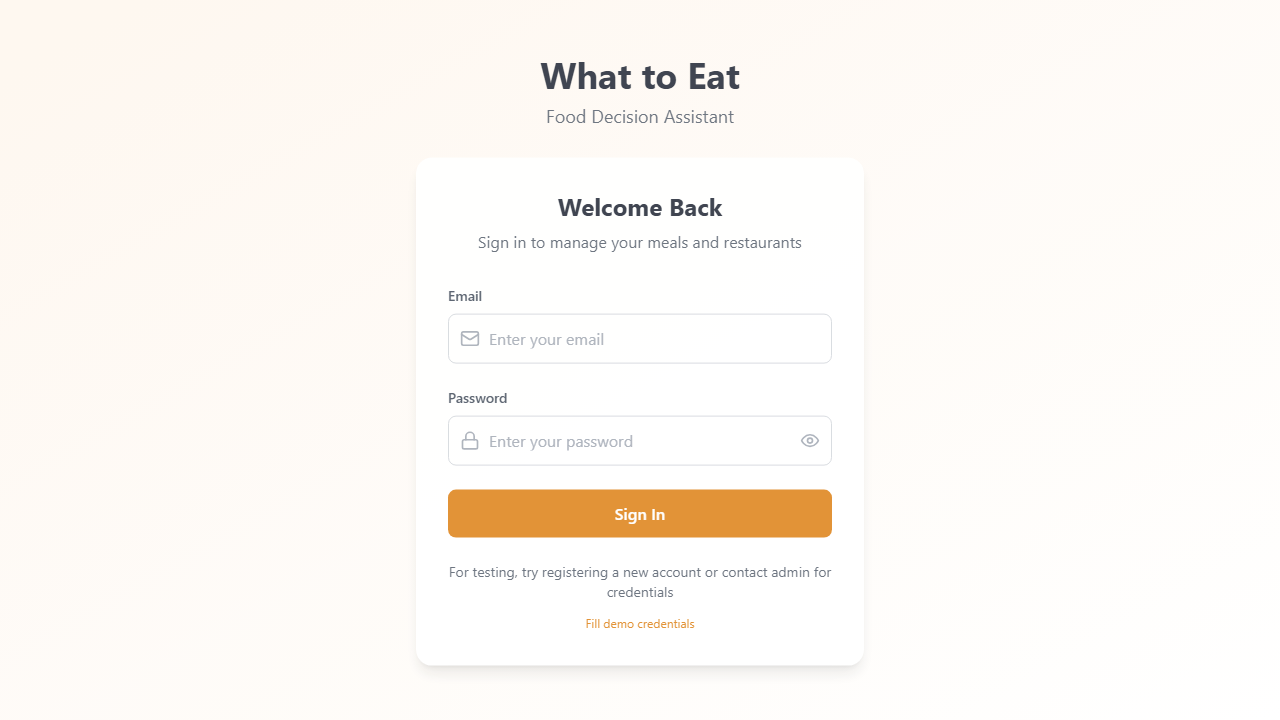 What to Eat
Food Decision Assistant
Welcome Back
Sign in to manage your meals and restaurants
Email
Enter your email
Password
Enter your password
Sign In
For testing, try registering a new account or contact admin for
credentials
Fill demo credentials